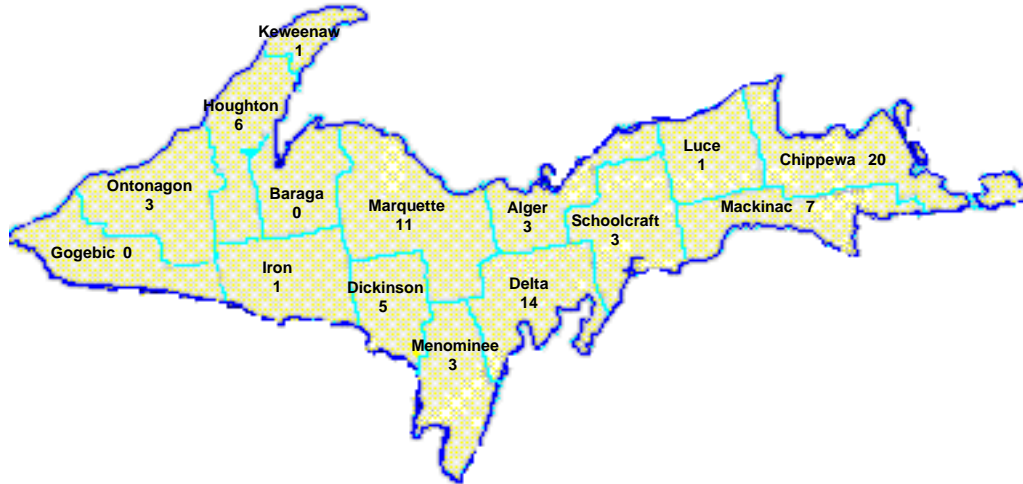 Keweenaw
1
Houghton
6
Luce
1
Chippewa 20
Ontonagon
3
Baraga
0
Marquette
11
Alger
3
Schoolcraft
3
Mackinac 7
Gogebic 0
Iron
1
Dickinson
5
Delta
14
Menominee
3